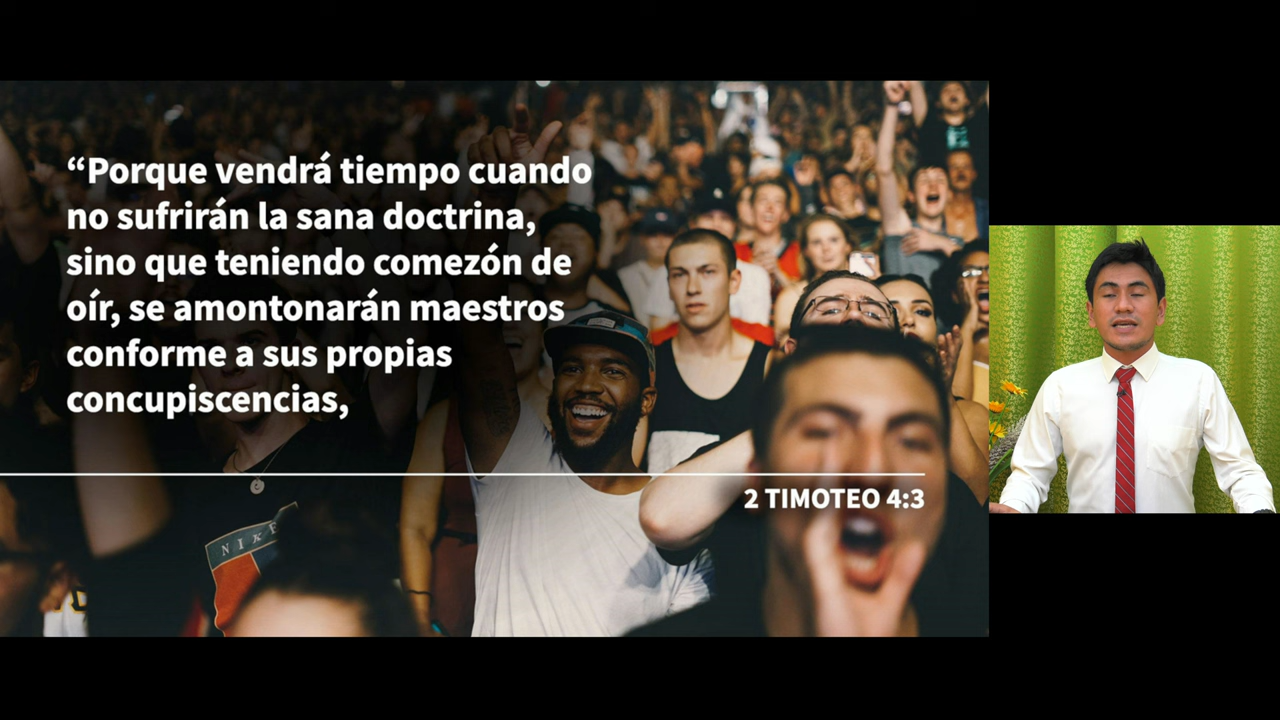 “Porque vendrá tiempo cuando
no sufrirán la sana doctrina,
sino que teniendo comezón de
oír, se amontonarán maestros
conforme a sus propias
concupiscencias,
2 TIMOTEO 4:3
NIKE